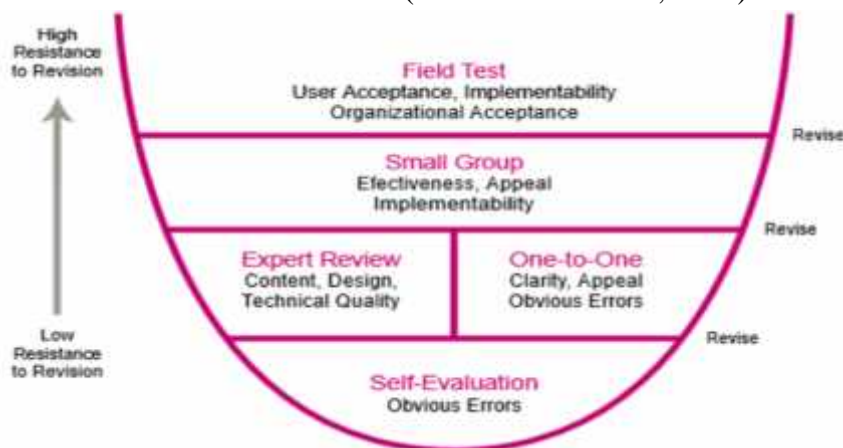 High
Resistance
to Revision
Field Test
User Acceptance, Implementability
Organizational Acceptance
Revise
Small Group
Efectiveness, Appeal
Implementability
Revise
Expert Review
Content, Design,
Technical Quality
One-to-One
Clarity, Appeal
Obvious Errors
Revise
Low
Resistance
to Revision
Self-Evaluation
Obvious Errors